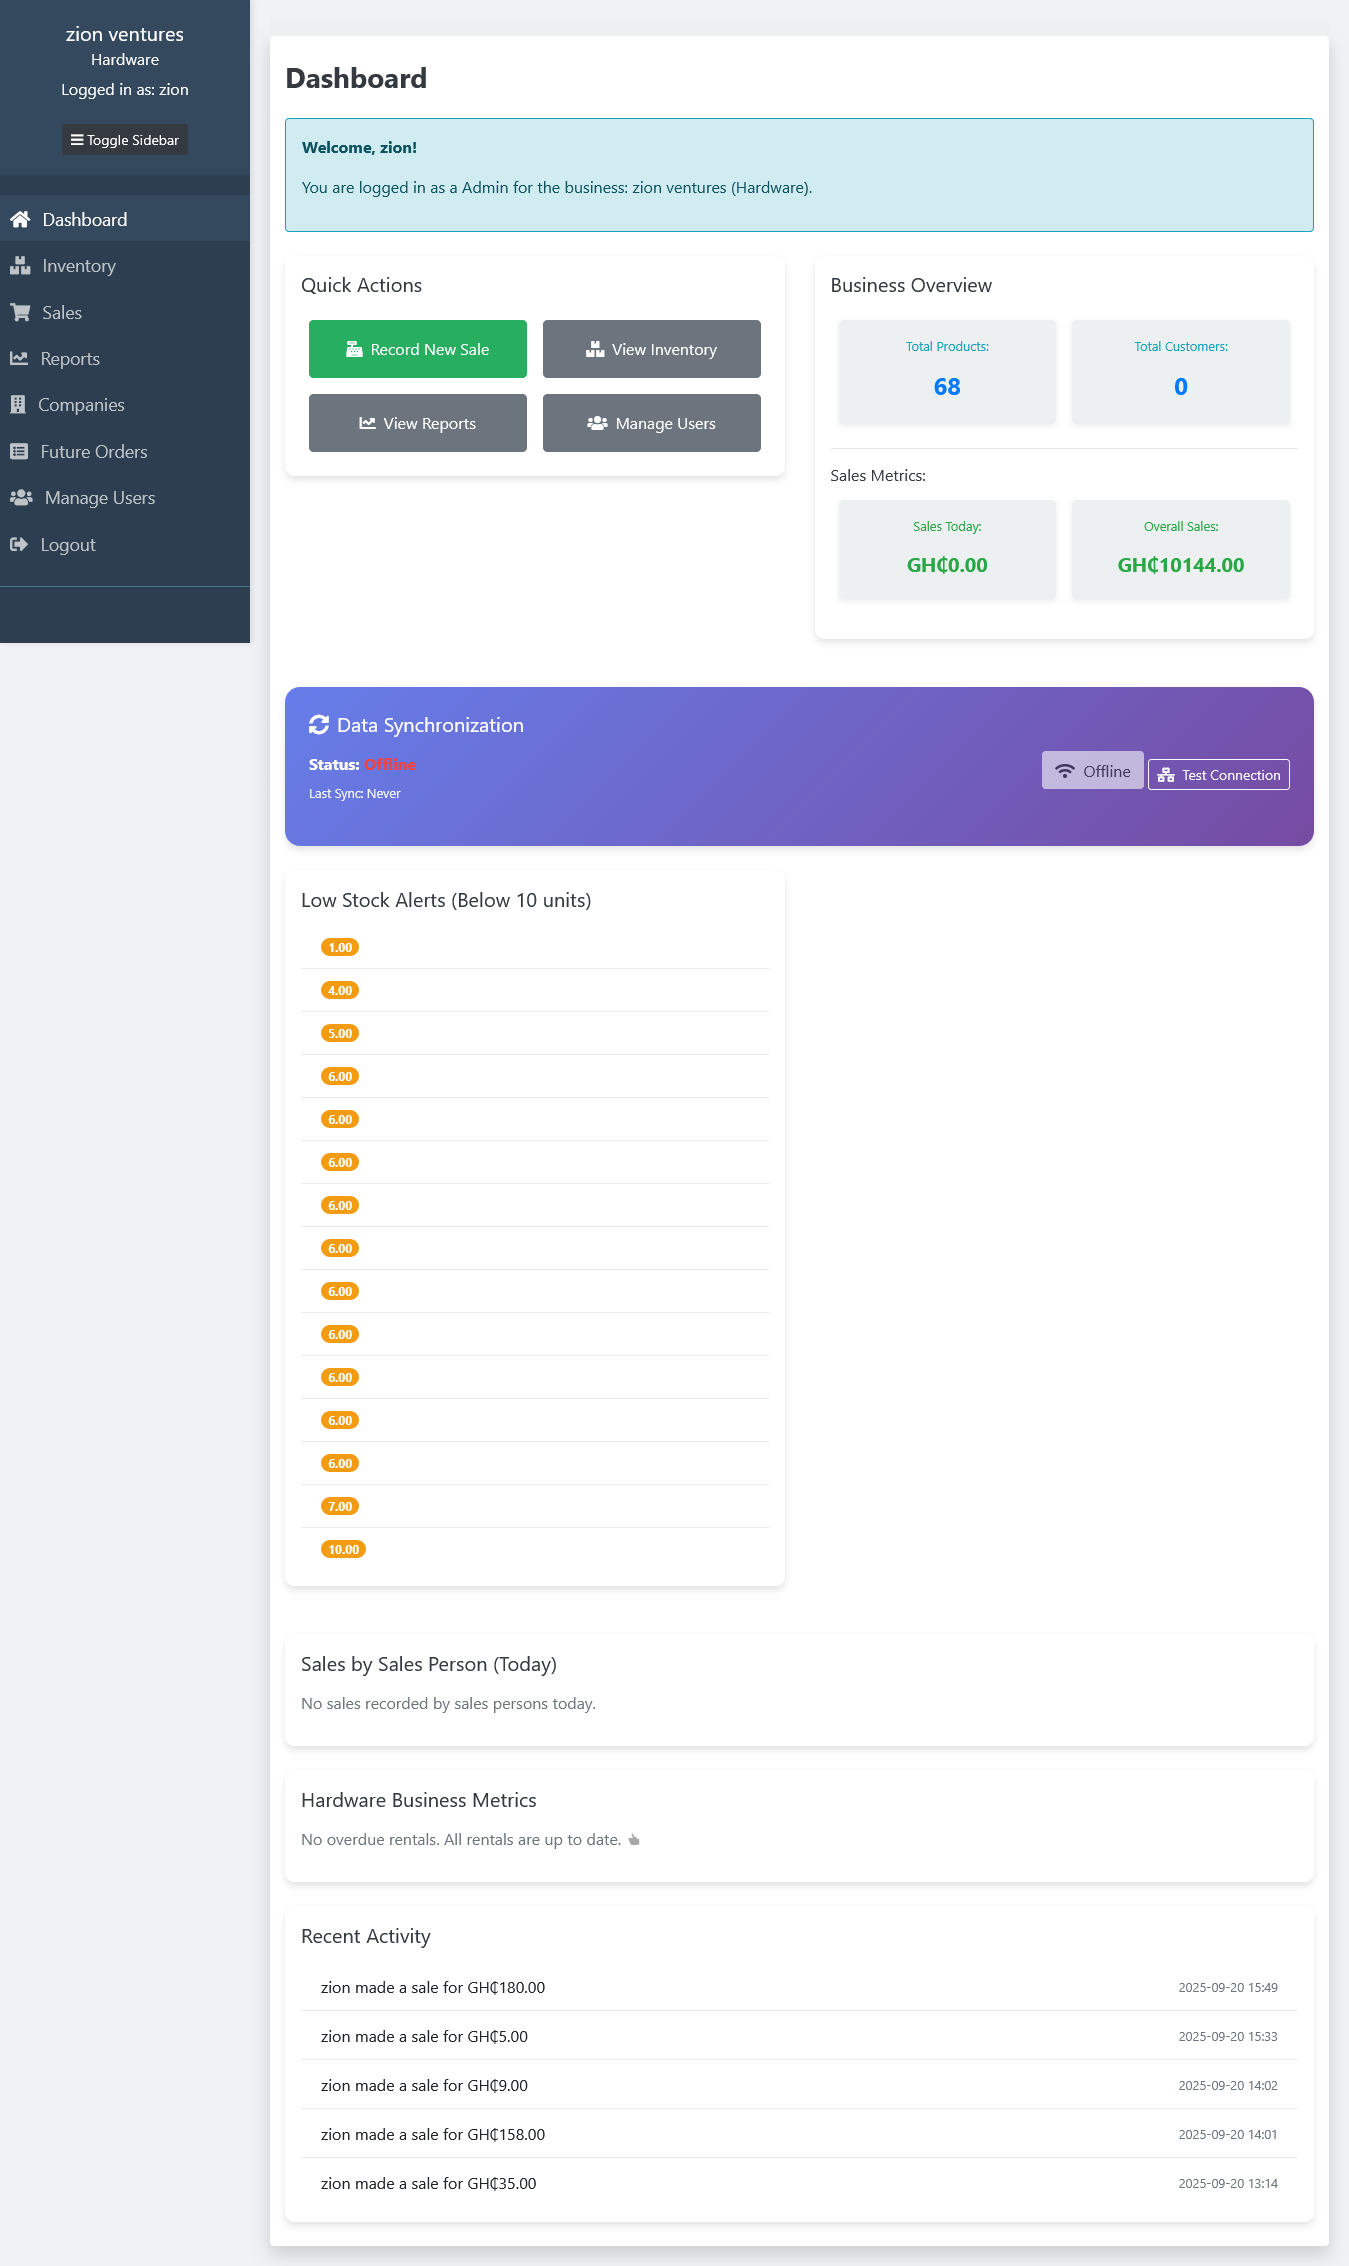 zion ventures
Hardware
Logged in as: zion
Toggle Sidebar
Dashboard
Inventory
Sales
Reports
Companies
Future Orders
Manage Users
Logout
Dashboard
Welcome, zion!
You are logged in as a Admin for the business: zion ventures (Hardware).
Quick Actions
Record New Sale
View Inventory
View Reports
Manage Users
Business Overview
Total Products:
68
Total Customers:
0
Sales Metrics:
Sales Today:
GH₵0.00
Overall Sales:
GH₵10144.00
Data Synchronization
Status: Offline
Last Sync: Never
Offline
Test Connection
Low Stock Alerts (Below 10 units)
1.00
4.00
5.00
6.00
6.00
6.00
6.00
6.00
6.00
6.00
6.00
6.00
6.00
7.00
10.00
Sales by Sales Person (Today)
No sales recorded by sales persons today.
Hardware Business Metrics
No overdue rentals. All rentals are up to date.
Recent Activity
zion made a sale for GH₵180.00 2025-09-20 15:49
zion made a sale for GH₵5.00 2025-09-20 15:33
zion made a sale for GH₵9.00 2025-09-20 14:02
zion made a sale for GH₵158.00 2025-09-20 14:01
zion made a sale for GH₵35.00 2025-09-20 13:14